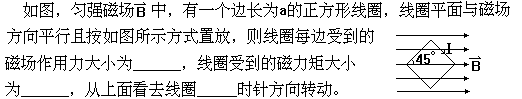 如图，匀强磁场B⃗ 中，有一个边长为a的正方形线圈，线圈平面与磁场
方向平行且按如图所示方式置放，则线圈每边受到的
磁场作用力大小为______，线圈受到的磁力矩大小
为______，从上面看去线圈_____时针方向转动。
I
45°
B⃗